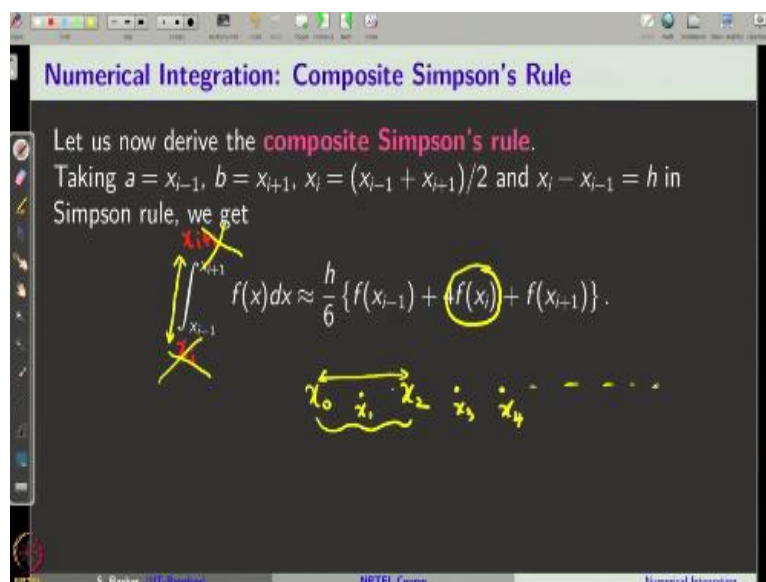 Numerical Integration: Composite Simpson's Rule
Let us now derive the composite Simpson's rule.
Taking a = x_{i−1}, b = x_{i+1}, x_i = (x_{i−1} + x_{i+1})/2 and x_i − x_{i−1} = h in
Simpson rule, we get
∫_{x_{i−1}}^{x_{i+1}} f(x)dx ≈ h/6 {f(x_{i−1}) + 4f(x_i) + f(x_{i+1})}.
x_i
x_0 x_1 x_2 x_3 x_4
NPTEL Course Numerical Integration